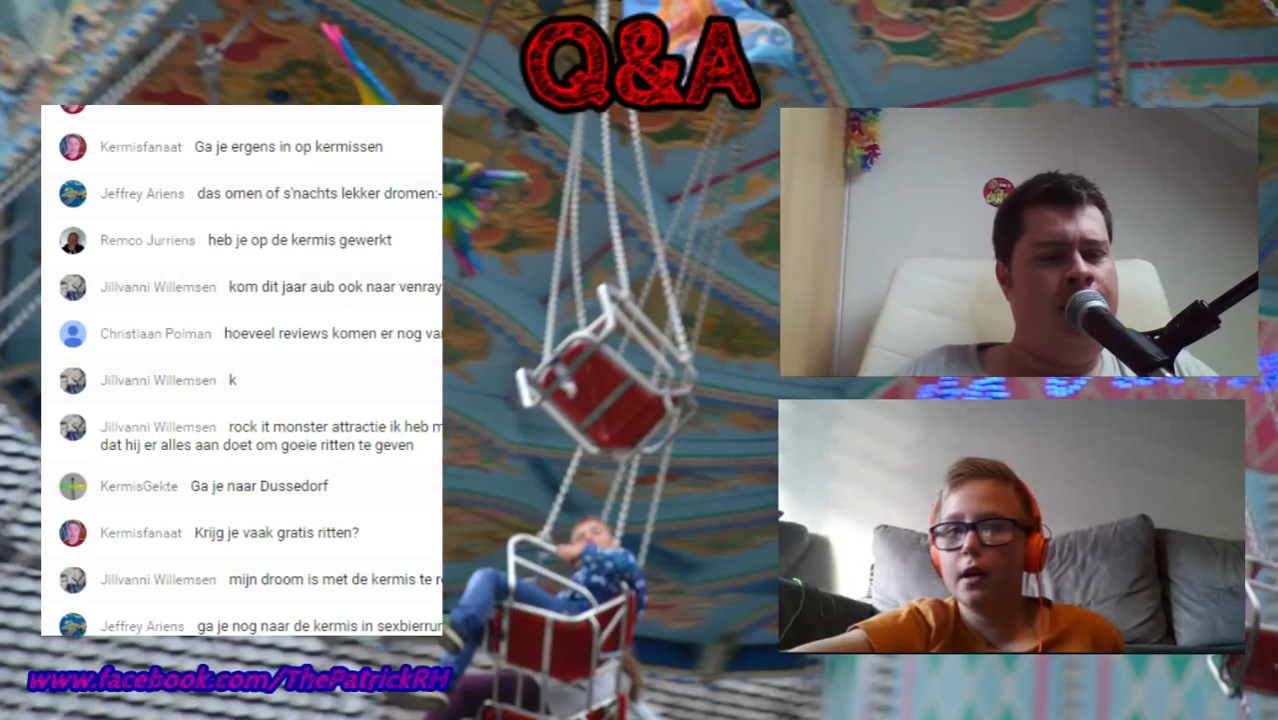 Q&A
Kermisfanaat Ga je ergens in op kermissen
Jeffrey Ariens das omen of s'nachts lekker dromen:-
Remco Jurriens heb je op de kermis gewerkt
Jillvanni Willemsen kom dit jaar aub ook naar venray
Christiaan Polman hoeveel reviews komen er nog
Jillvanni Willemsen k
Jillvanni Willemsen rock it monster attractie ik heb
dat hij er alles aan doet om goeie ritten te geven
KermisGekte Ga je naar Dussedorf
Kermisfanaat Krijg je vaak gratis ritten?
Jillvanni Willemsen mijn droom is met de kermis te
Jeffrey Ariens ga je nog naar de kermis in
www.facebook.com/ThePatrickRH